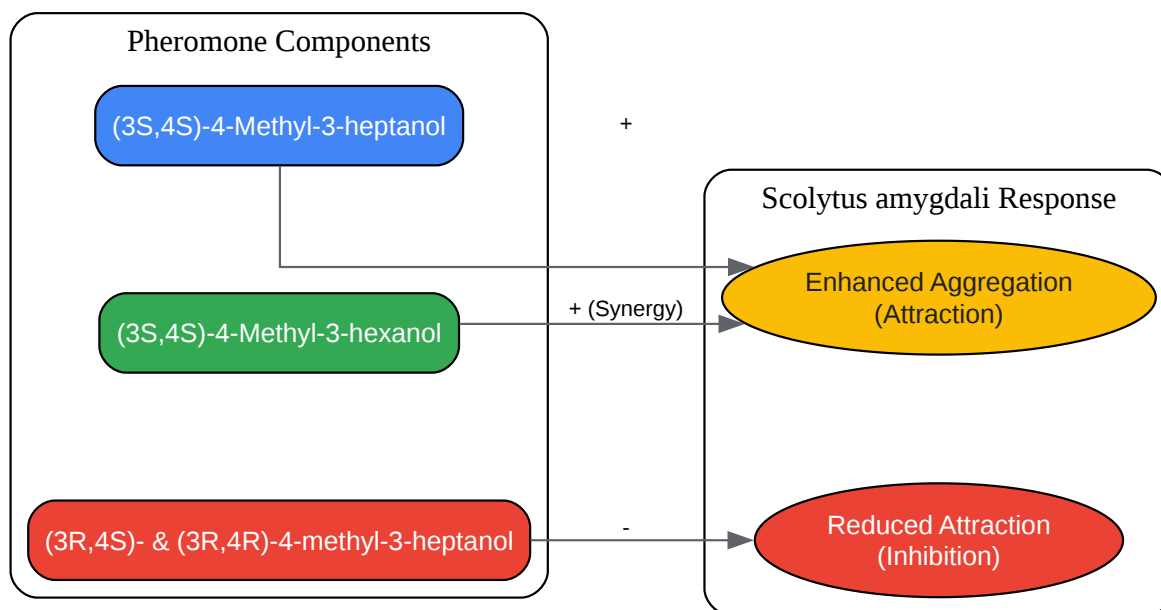 Pheromone Components
(3S,4S)-4-Methyl-3-heptanol
+
Scolytus amygdali Response
Enhanced Aggregation
(Attraction)
+ (Synergy)
(3S,4S)-4-Methyl-3-hexanol
(3R,4S)- & (3R,4R)-4-methyl-3-heptanol
-
Reduced Attraction
(Inhibition)